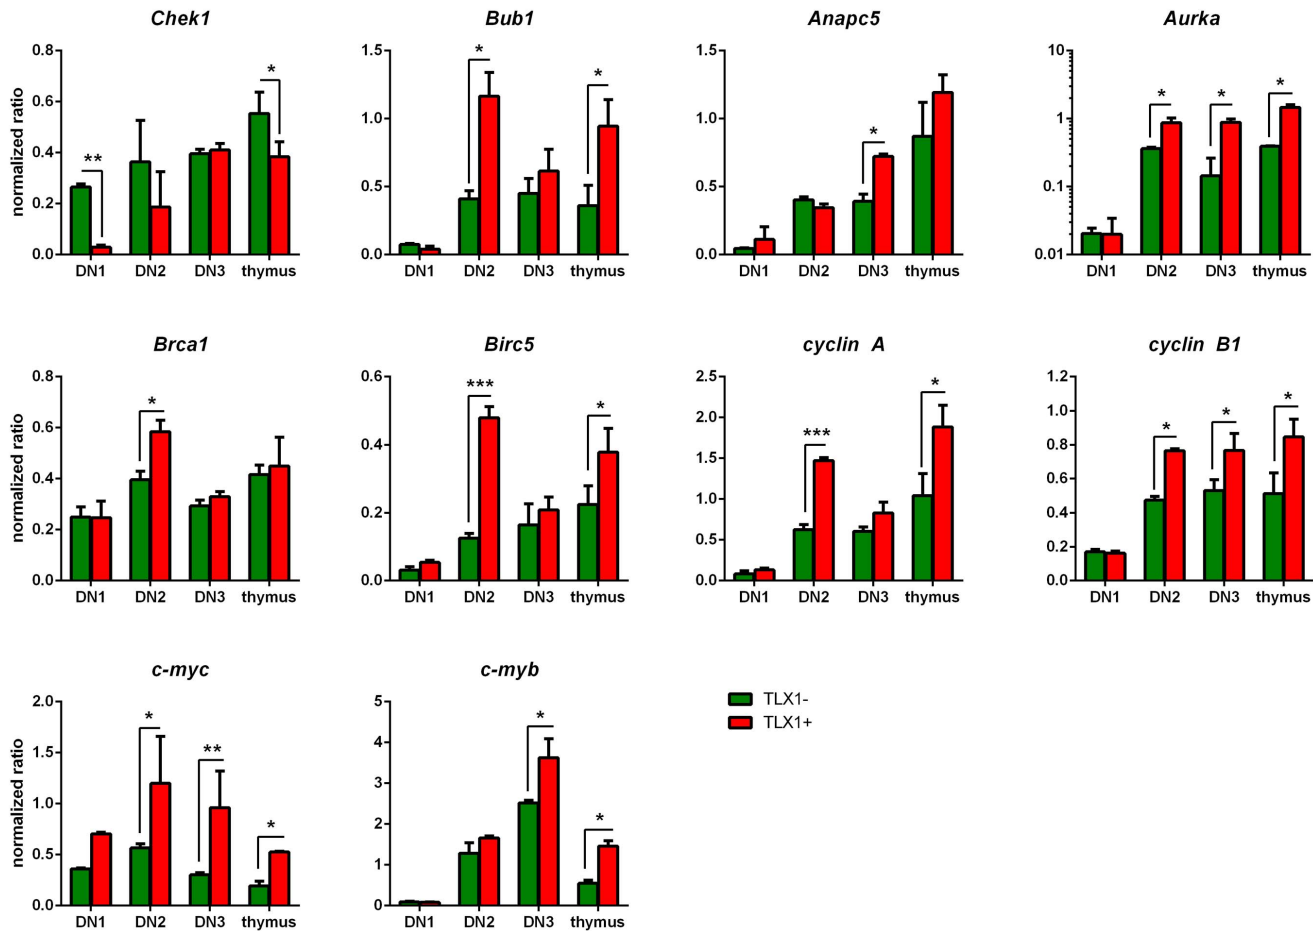 Chek1
Bub1
Anapc5
Aurka
normalized ratio
0.8
0.6
0.4
0.2
0.0
**
*
DN1 DN2 DN3 thymus
1.5
1.0
0.5
0.0
*
*
DN1 DN2 DN3 thymus
1.5
1.0
0.5
0.0
*
DN1 DN2 DN3 thymus
10
1
0.1
0.01
*
*
*
DN1 DN2 DN3 thymus
Brca1
Birc5
cyclin A
cyclin B1
normalized ratio
0.8
0.6
0.4
0.2
0.0
*
DN1 DN2 DN3 thymus
0.6
0.4
0.2
0.0
***
*
DN1 DN2 DN3 thymus
2.5
2.0
1.5
1.0
0.5
0.0
***
*
DN1 DN2 DN3 thymus
1.2
1.0
0.8
0.6
0.4
0.2
0.0
*
*
*
DN1 DN2 DN3 thymus
c-myc
c-myb
normalized ratio
2.0
1.5
1.0
0.5
0.0
*
**
*
DN1 DN2 DN3 thymus
5
4
3
2
1
0
*
*
DN1 DN2 DN3 thymus
TLX1-
TLX1+